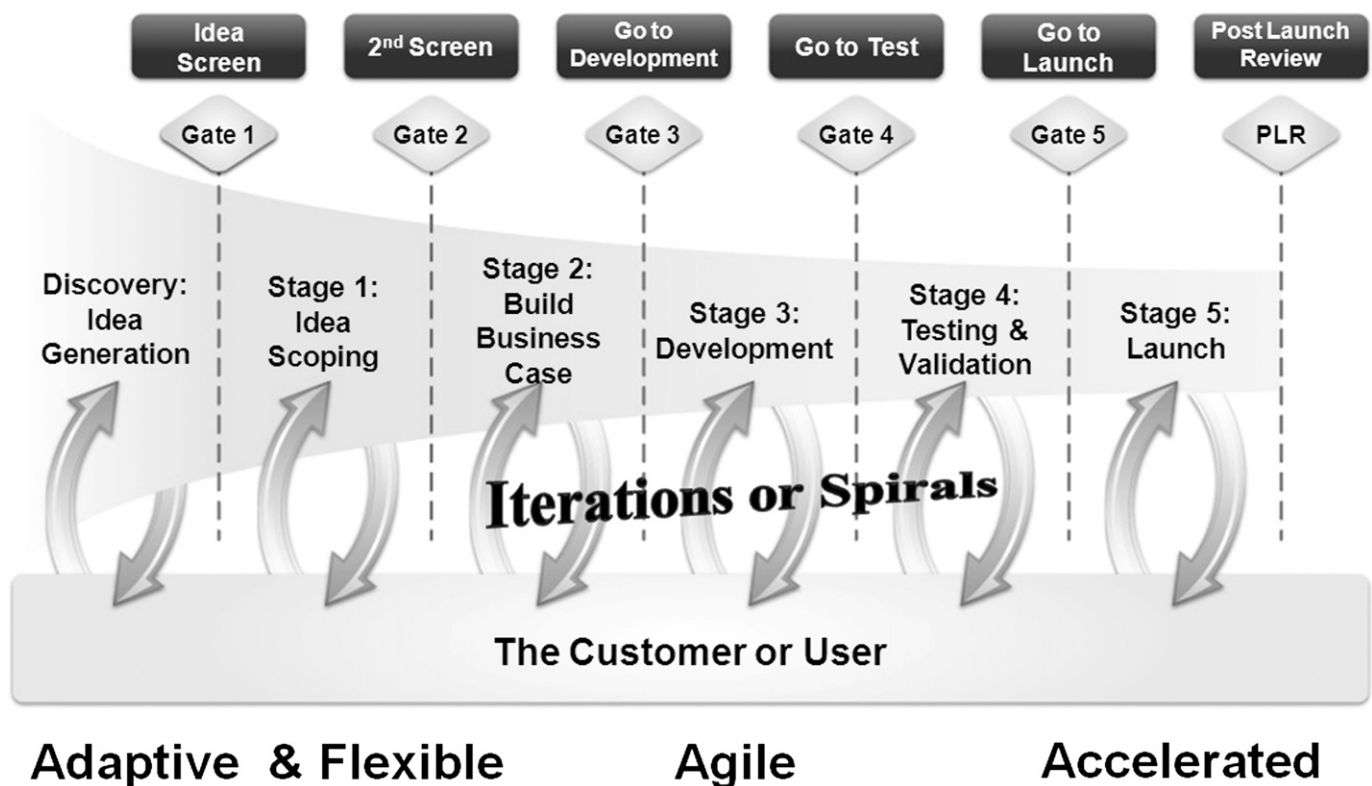 Idea
Screen
2nd Screen
Go to
Development
Go to Test
Go to
Launch
Post Launch
Review
Gate 1
Gate 2
Gate 3
Gate 4
Gate 5
PLR
Discovery:
Idea
Generation
Stage 1:
Idea
Scoping
Stage 2:
Build
Business
Case
Stage 3:
Development
Stage 4:
Testing &
Validation
Stage 5:
Launch
Iterations or Spirals
The Customer or User
Adaptive & Flexible
Agile
Accelerated